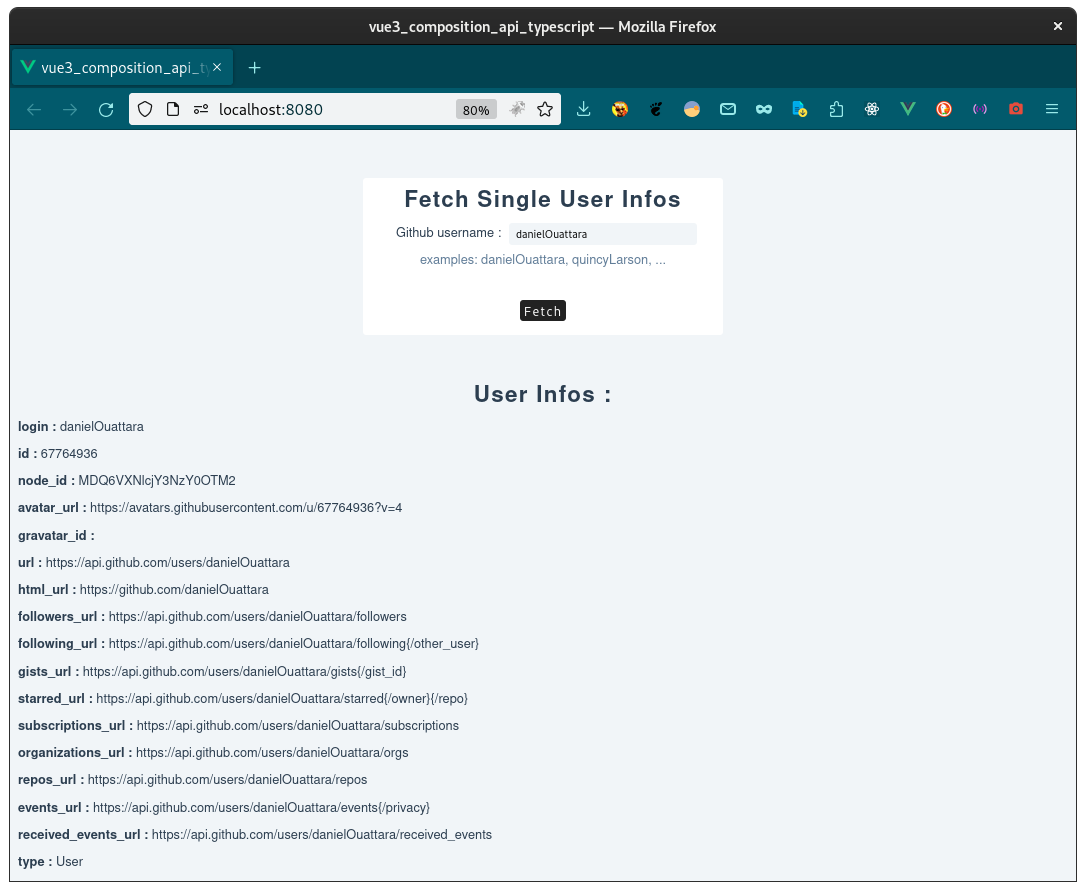 vue3_composition_api_typescript — Mozilla Firefox
vue3_composition_api_ty
localhost:8080
80%
Fetch Single User Infos
Github username :
danielOuattara
examples: danielOuattara, quincyLarson, ...
Fetch
User Infos :
login : danielOuattara
id : 67764936
node_id : MDQ6VXNlcjY3NzY0OTM2
avatar_url : https://avatars.githubusercontent.com/u/67764936?v=4
gravatar_id :
url : https://api.github.com/users/danielOuattara
html_url : https://github.com/danielOuattara
followers_url : https://api.github.com/users/danielOuattara/followers
following_url : https://api.github.com/users/danielOuattara/following{/other_user}
gists_url : https://api.github.com/users/danielOuattara/gists{/gist_id}
starred_url : https://api.github.com/users/danielOuattara/starred{/owner}{/repo}
subscriptions_url : https://api.github.com/users/danielOuattara/subscriptions
organizations_url : https://api.github.com/users/danielOuattara/orgs
repos_url : https://api.github.com/users/danielOuattara/repos
events_url : https://api.github.com/users/danielOuattara/events{/privacy}
received_events_url : https://api.github.com/users/danielOuattara/received_events
type : User